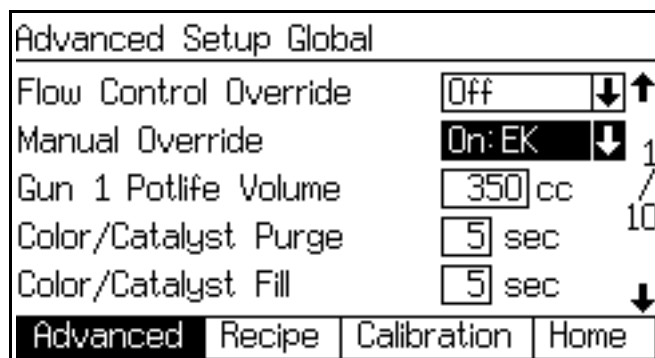 Advanced Setup Global
Flow Control Override Off
Manual Override On: EK
Gun 1 Potlife Volume 350 cc
Color/Catalyst Purge 5 sec
Color/Catalyst Fill 5 sec
1/10
Advanced Recipe Calibration Home